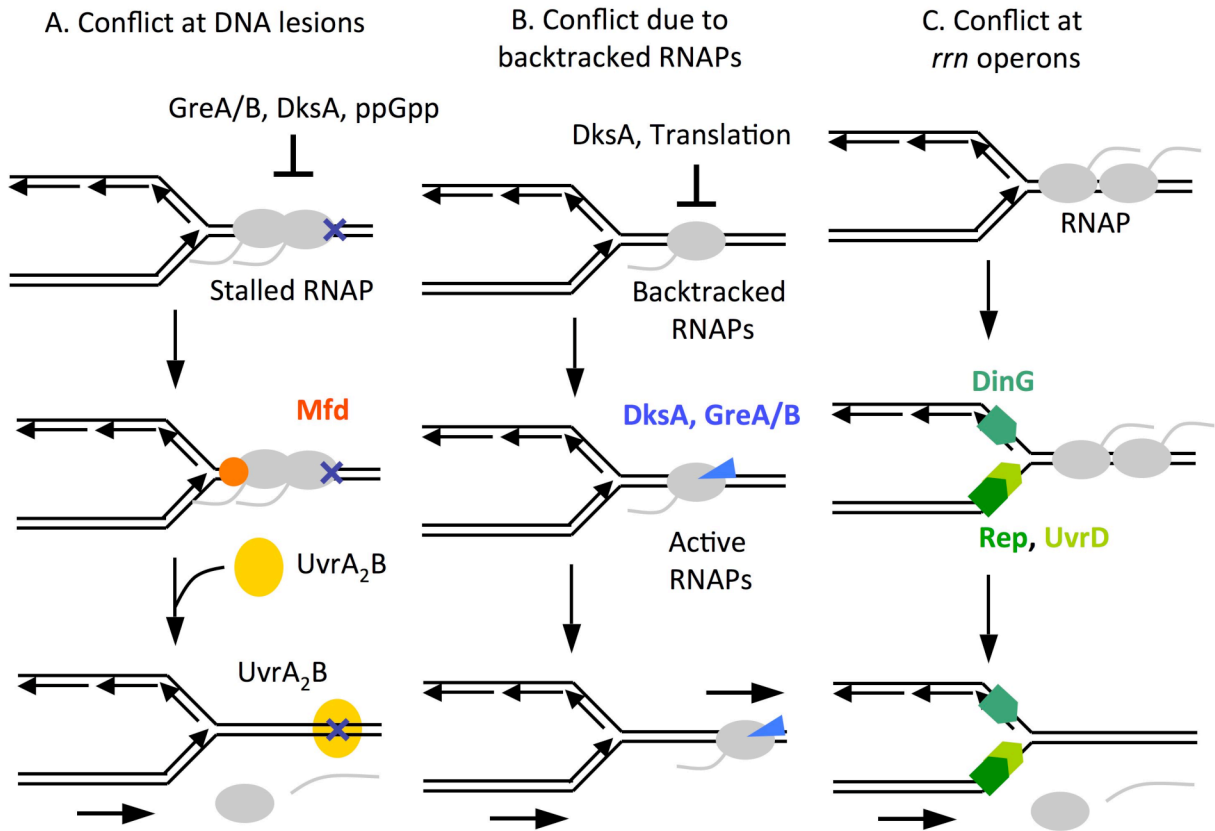 A. Conflict at DNA lesions
GreA/B, DksA, ppGpp
Stalled RNAP
Mfd
UvrA₂B
UvrA₂B
B. Conflict due to
backtracked RNAPs
DksA, Translation
Backtracked
RNAPs
DksA, GreA/B
Active
RNAPs
C. Conflict at
rrn operons
RNAP
DinG
Rep, UvrD